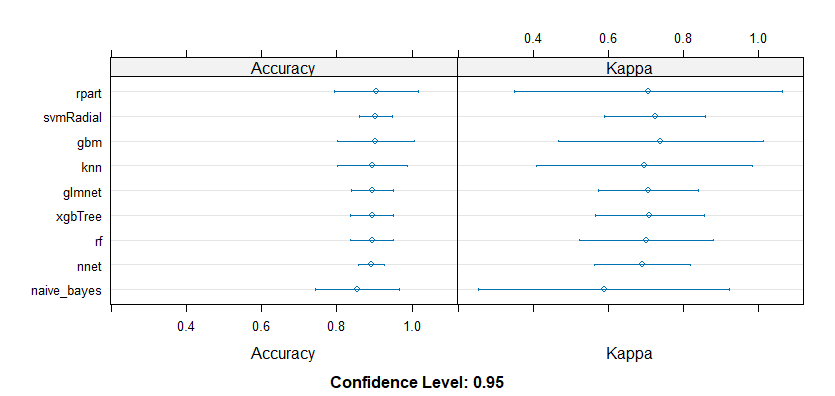 0.4 0.6 0.8 1.0
Accuracy Kappa
rpart
svmRadial
gbm
knn
glmnet
xgbTree
rf
nnet
naive_bayes
0.4 0.6 0.8 1.0
Accuracy Kappa
Confidence Level: 0.95